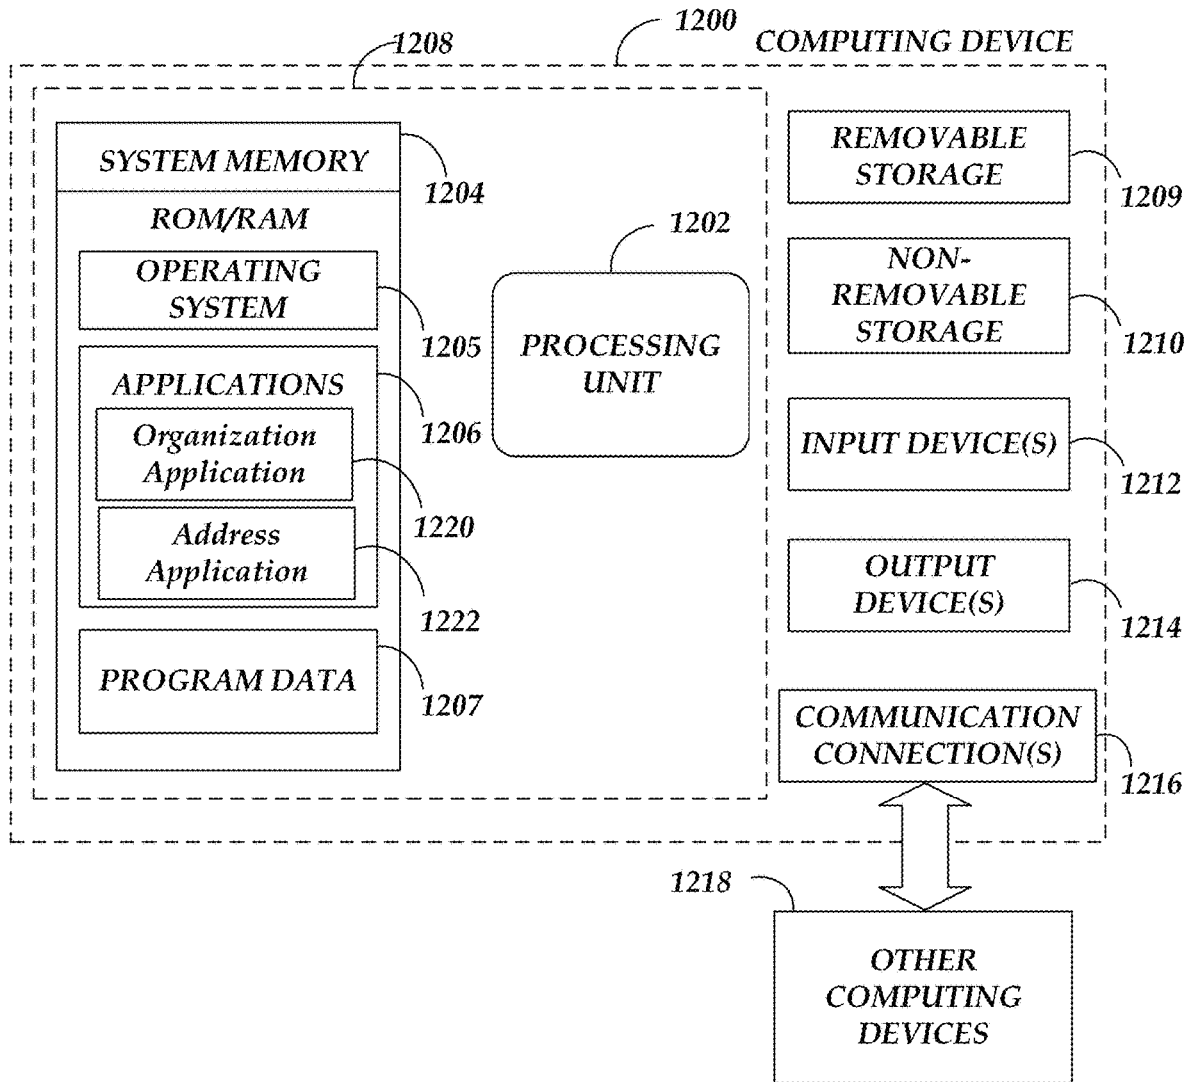 1200
COMPUTING DEVICE
1208
SYSTEM MEMORY
1204
ROM/RAM
OPERATING
SYSTEM
1205
APPLICATIONS
1206
Organization
Application
1220
Address
Application
1222
PROGRAM DATA
1207
1202
PROCESSING
UNIT
REMOVABLE
STORAGE
1209
NON-
REMOVABLE
STORAGE
1210
INPUT DEVICE(S)
1212
OUTPUT
DEVICE(S)
1214
COMMUNICATION
CONNECTION(S)
1216
1218
OTHER
COMPUTING
DEVICES